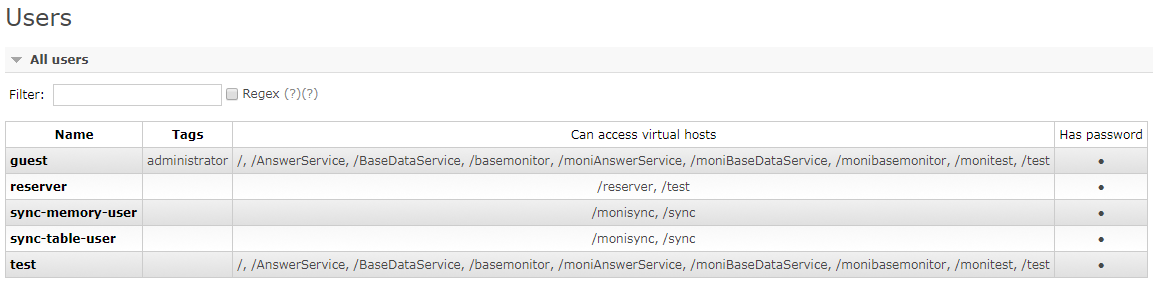 Users
All users
Filter: Regex (?)(?)
Name Tags Can access virtual hosts Has password
guest administrator /, /AnswerService, /BaseDataService, /basemonitor, /moniAnswerService, /moniBaseDataService, /monibasemonitor, /monitest, /test •
reserver /reserver, /test •
sync-memory-user /monisync, /sync •
sync-table-user /monisync, /sync •
test /, /AnswerService, /BaseDataService, /basemonitor, /moniAnswerService, /moniBaseDataService, /monibasemonitor, /monitest, /test •